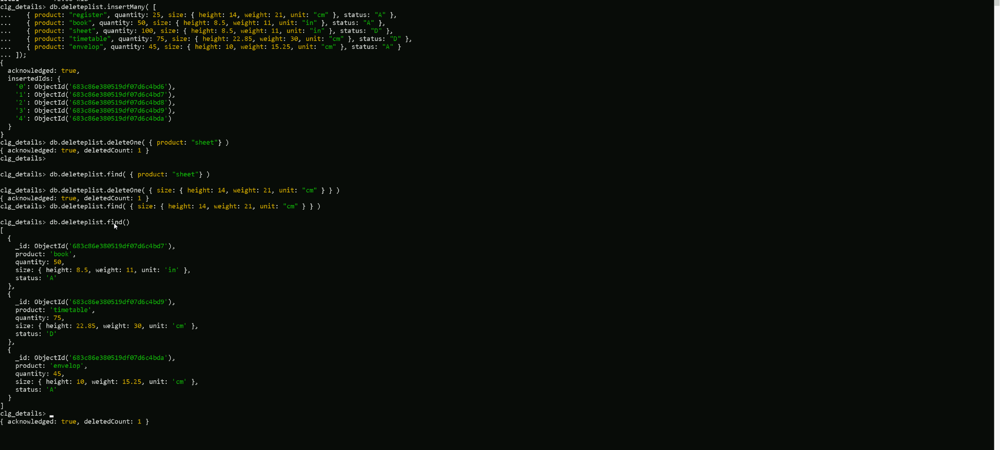 clg_details> db.deleteplist.insertMany( [
...    { product: "register", quantity: 25, size: { height: 14, weight: 21, unit: "cm" }, status: "A" },
...    { product: "book", quantity: 50, size: { height: 8.5, weight: 11, unit: "in" }, status: "A" },
...    { product: "sheet", quantity: 100, size: { height: 8.5, weight: 11, unit: "in" }, status: "D" },
...    { product: "timetable", quantity: 75, size: { height: 22.85, weight: 30, unit: "cm" }, status: "D" },
...    { product: "envelop", quantity: 45, size: { height: 10, weight: 15.25, unit: "cm" }, status: "A" }
... ]);
{
  acknowledged: true,
  insertedIds: {
    '0': ObjectId('683c86e380519df07d6c4bd6'),
    '1': ObjectId('683c86e380519df07d6c4bd7'),
    '2': ObjectId('683c86e380519df07d6c4bd8'),
    '3': ObjectId('683c86e380519df07d6c4bd9'),
    '4': ObjectId('683c86e380519df07d6c4bda')
  }
}
clg_details> db.deleteplist.deleteOne( { product: "sheet"} )
{ acknowledged: true, deletedCount: 1 }
clg_details>
clg_details> db.deleteplist.find( { product: "sheet"} )
clg_details> db.deleteplist.deleteOne( { size: { height: 14, weight: 21, unit: "cm" } } )
{ acknowledged: true, deletedCount: 1 }
clg_details> db.deleteplist.find( { size: { height: 14, weight: 21, unit: "cm" } } )
clg_details> db.deleteplist.find()
[
  {
    _id: ObjectId('683c86e380519df07d6c4bd7'),
    product: 'book',
    quantity: 50,
    size: { height: 8.5, weight: 11, unit: 'in' },
    status: 'A'
  },
  {
    _id: ObjectId('683c86e380519df07d6c4bd9'),
    product: 'timetable',
    quantity: 75,
    size: { height: 22.85, weight: 30, unit: 'cm' },
    status: 'D'
  },
  {
    _id: ObjectId('683c86e380519df07d6c4bda'),
    product: 'envelop',
    quantity: 45,
    size: { height: 10, weight: 15.25, unit: 'cm' },
    status: 'A'
  }
]
clg_details>
{ acknowledged: true, deletedCount: 1 }